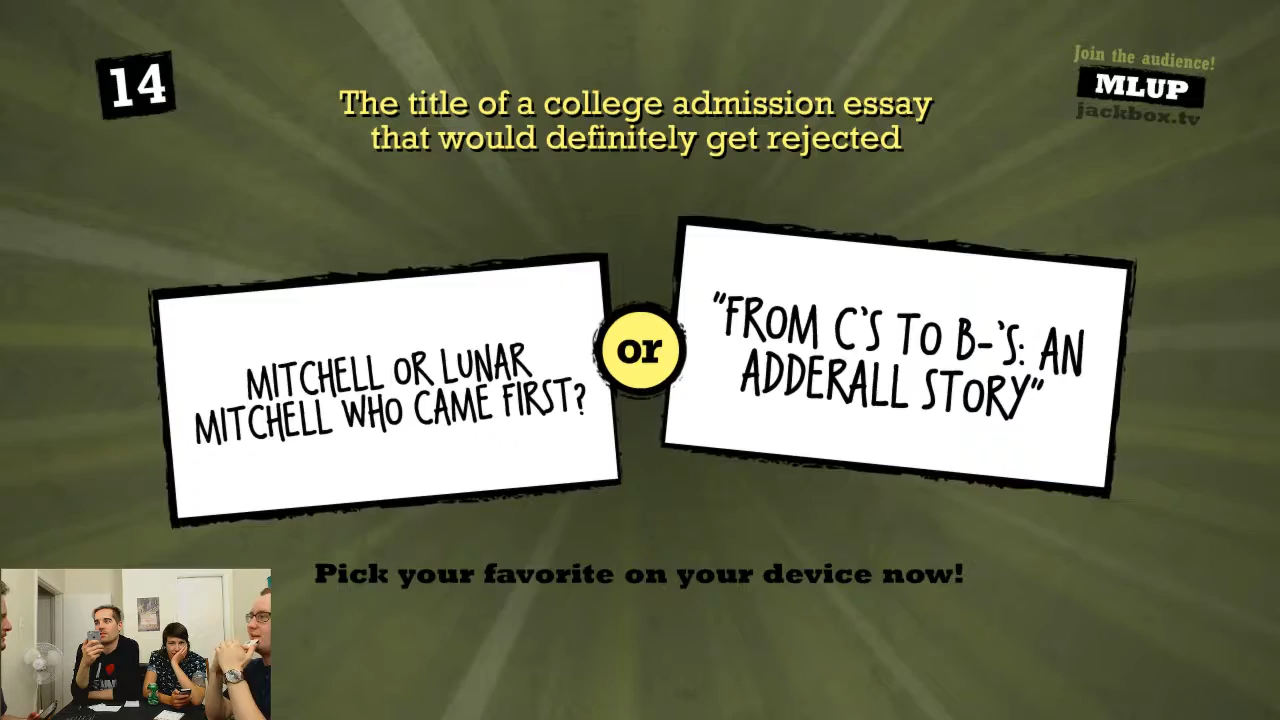 14
Join the audience!
MLUP
jackbox.tv
The title of a college admission essay
that would definitely get rejected
MITCHELL OR LUNAR
MITCHELL WHO CAME FIRST?
or
"FROM C'S TO B-'S: AN
ADDERALL STORY"
Pick your favorite on your device now!